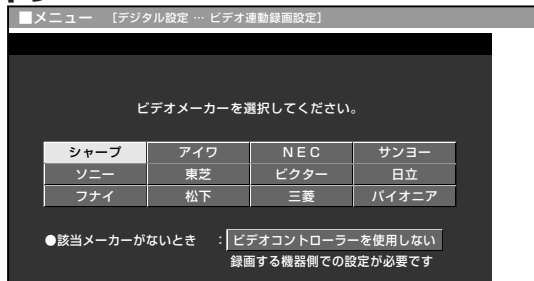 ■メニュー [デジタル設定 … ビデオ連動録画設定]
ビデオメーカーを選択してください。
シャープ アイワ NEC サンヨー
ソニー 東芝 ビクター 日立
フナイ 松下 三菱 パイオニア
●該当メーカーがないとき : ビデオコントローラーを使用しない
録画する機器側での設定が必要です